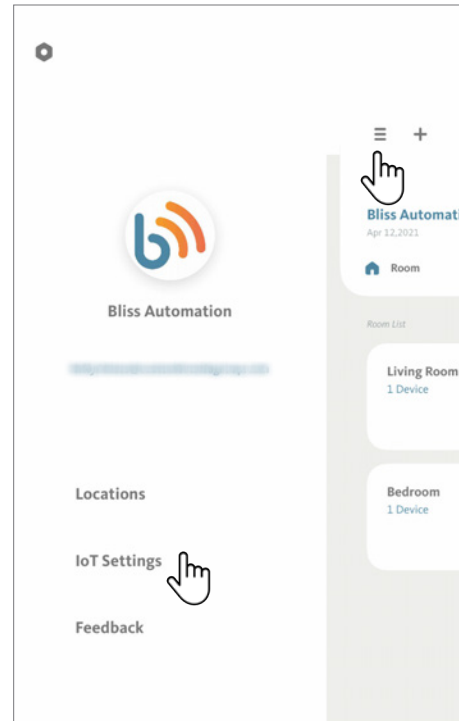 Bliss Automation
Locations
IoT Settings
Feedback
Bliss Automati
Apr 12,2021
Room
Room List
Living Room
1 Device
Bedroom
1 Device